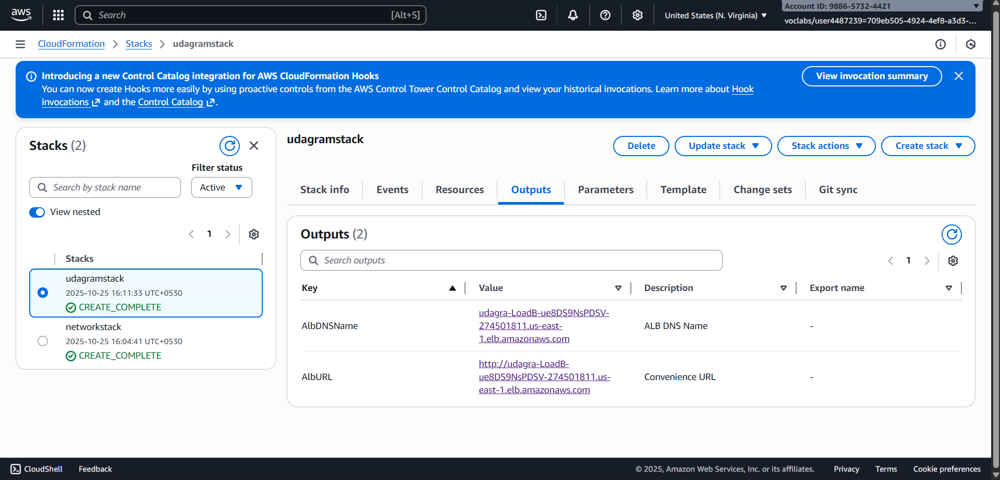 aws
Search
[Alt+S]
United States (N. Virginia)
Account ID: 9886-5732-4421
voclabs/user4487239=709eb505-4924-4ef8-a3d3-...
CloudFormation
Stacks
udagramstack
Introducing a new Control Catalog integration for AWS CloudFormation Hooks
You can now create Hooks more easily by using proactive controls from the AWS Control Tower Control Catalog and view your historical invocations. Learn more about Hook
invocations and the Control Catalog .
View invocation summary
Stacks (2)
Filter status
Search by stack name
Active
View nested
1
Stacks
udagramstack
2025-10-25 16:11:33 UTC+0530
CREATE_COMPLETE
networkstack
2025-10-25 16:04:41 UTC+0530
CREATE_COMPLETE
udagramstack
Delete
Update stack
Stack actions
Create stack
Stack info
Events
Resources
Outputs
Parameters
Template
Change sets
Git sync
Outputs (2)
Search outputs
1
Key
Value
Description
Export name
AlbDNSName
udagra-LoadB-ue8DS9NsPDSV-
274501811.us-east-
1.elb.amazonaws.com
ALB DNS Name
-
AlbURL
http://udagra-LoadB-
ue8DS9NsPDSV-274501811.us-
east-1.elb.amazonaws.com
Convenience URL
-
CloudShell
Feedback
© 2025, Amazon Web Services, Inc. or its affiliates.
Privacy
Terms
Cookie preferences